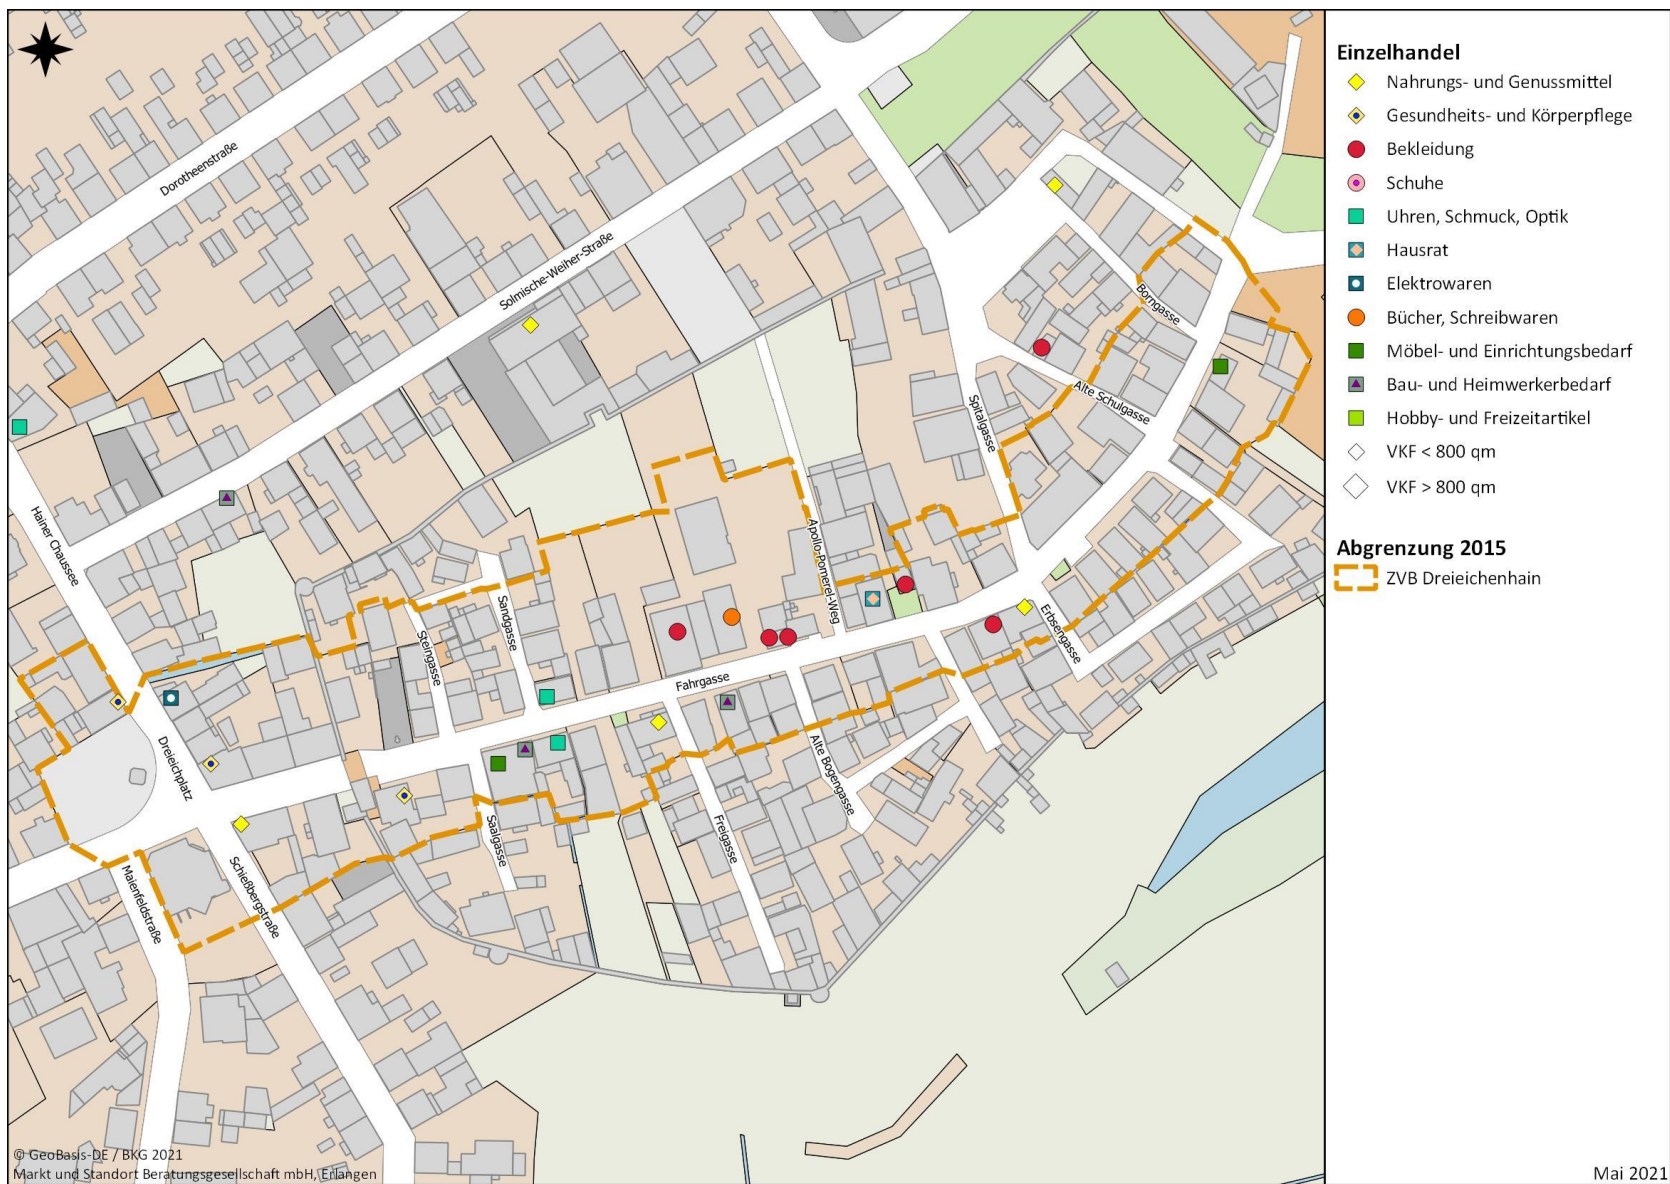 Einzelhandel
Nahrungs- und Genussmittel
Gesundheits- und Körperpflege
Bekleidung
Schuhe
Uhren, Schmuck, Optik
Hausrat
Elektrowaren
Bücher, Schreibwaren
Möbel- und Einrichtungsbedarf
Bau- und Heimwerkerbedarf
Hobby- und Freizeitartikel
VKF < 800 qm
VKF > 800 qm
Abgrenzung 2015
ZVB Dreieichenhain
Dorotheenstraße
Solmische-Weiher-Straße
Borngasse
Alte Schulgasse
Spitalgasse
Hainer Chaussee
Apollo-Pomerel-Weg
Sandgasse
Steingasse
Erbsengasse
Fahrgasse
Dreieichplatz
Alte Bogengasse
Saalgasse
Freigasse
Schießbergstraße
Maienfeldstraße
© GeoBasis-DE / BKG 2021
Markt und Standort Beratungsgesellschaft mbH, Erlangen
Mai 2021